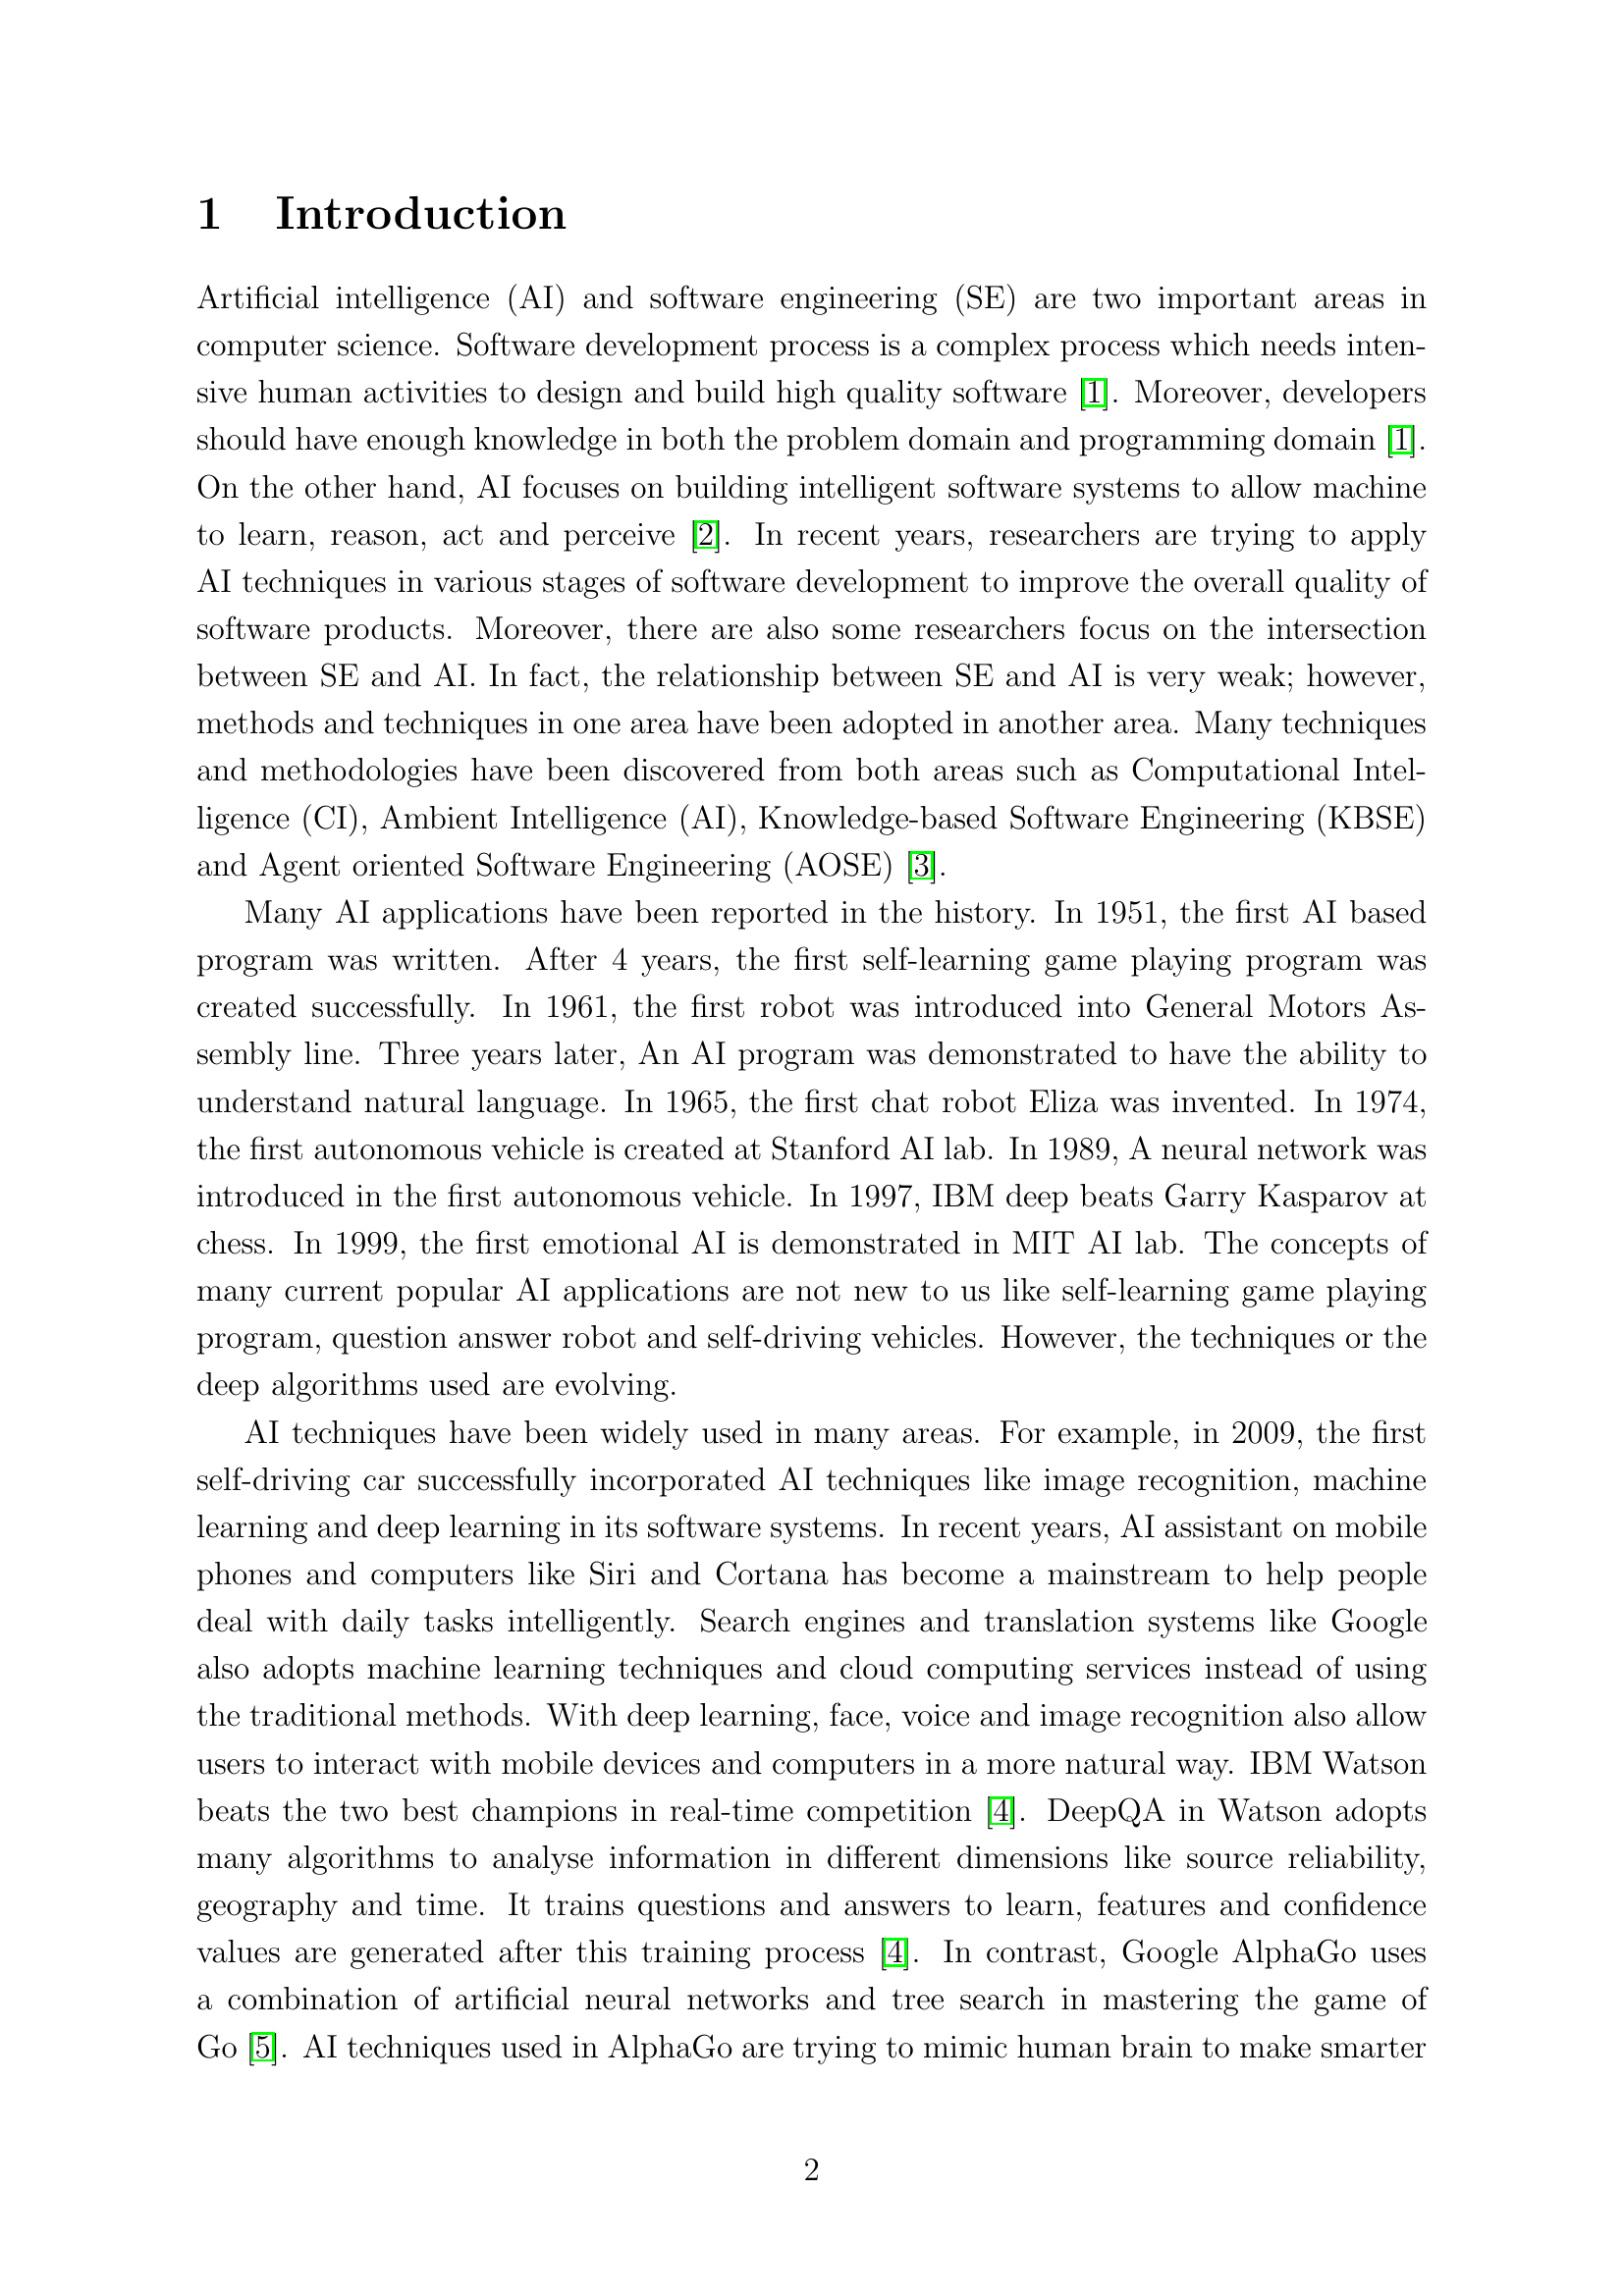 1 Introduction
Artificial intelligence (AI) and software engineering (SE) are two important areas in
computer science. Software development process is a complex process which needs inten-
sive human activities to design and build high quality software [1]. Moreover, developers
should have enough knowledge in both the problem domain and programming domain [1].
On the other hand, AI focuses on building intelligent software systems to allow machine
to learn, reason, act and perceive [2]. In recent years, researchers are trying to apply
AI techniques in various stages of software development to improve the overall quality of
software products. Moreover, there are also some researchers focus on the intersection
between SE and AI. In fact, the relationship between SE and AI is very weak; however,
methods and techniques in one area have been adopted in another area. Many techniques
and methodologies have been discovered from both areas such as Computational Intel-
ligence (CI), Ambient Intelligence (AI), Knowledge-based Software Engineering (KBSE)
and Agent oriented Software Engineering (AOSE) [3].
Many AI applications have been reported in the history. In 1951, the first AI based
program was written. After 4 years, the first self-learning game playing program was
created successfully. In 1961, the first robot was introduced into General Motors As-
sembly line. Three years later, An AI program was demonstrated to have the ability to
understand natural language. In 1965, the first chat robot Eliza was invented. In 1974,
the first autonomous vehicle is created at Stanford AI lab. In 1989, A neural network was
introduced in the first autonomous vehicle. In 1997, IBM deep beats Garry Kasparov at
chess. In 1999, the first emotional AI is demonstrated in MIT AI lab. The concepts of
many current popular AI applications are not new to us like self-learning game playing
program, question answer robot and self-driving vehicles. However, the techniques or the
deep algorithms used are evolving.
AI techniques have been widely used in many areas. For example, in 2009, the first
self-driving car successfully incorporated AI techniques like image recognition, machine
learning and deep learning in its software systems. In recent years, AI assistant on mobile
phones and computers like Siri and Cortana has become a mainstream to help people
deal with daily tasks intelligently. Search engines and translation systems like Google
also adopts machine learning techniques and cloud computing services instead of using
the traditional methods. With deep learning, face, voice and image recognition also allow
users to interact with mobile devices and computers in a more natural way. IBM Watson
beats the two best champions in real-time competition [4]. DeepQA in Watson adopts
many algorithms to analyse information in different dimensions like source reliability,
geography and time. It trains questions and answers to learn, features and confidence
values are generated after this training process [4]. In contrast, Google AlphaGo uses
a combination of artificial neural networks and tree search in mastering the game of
Go [5]. AI techniques used in AlphaGo are trying to mimic human brain to make smarter
2